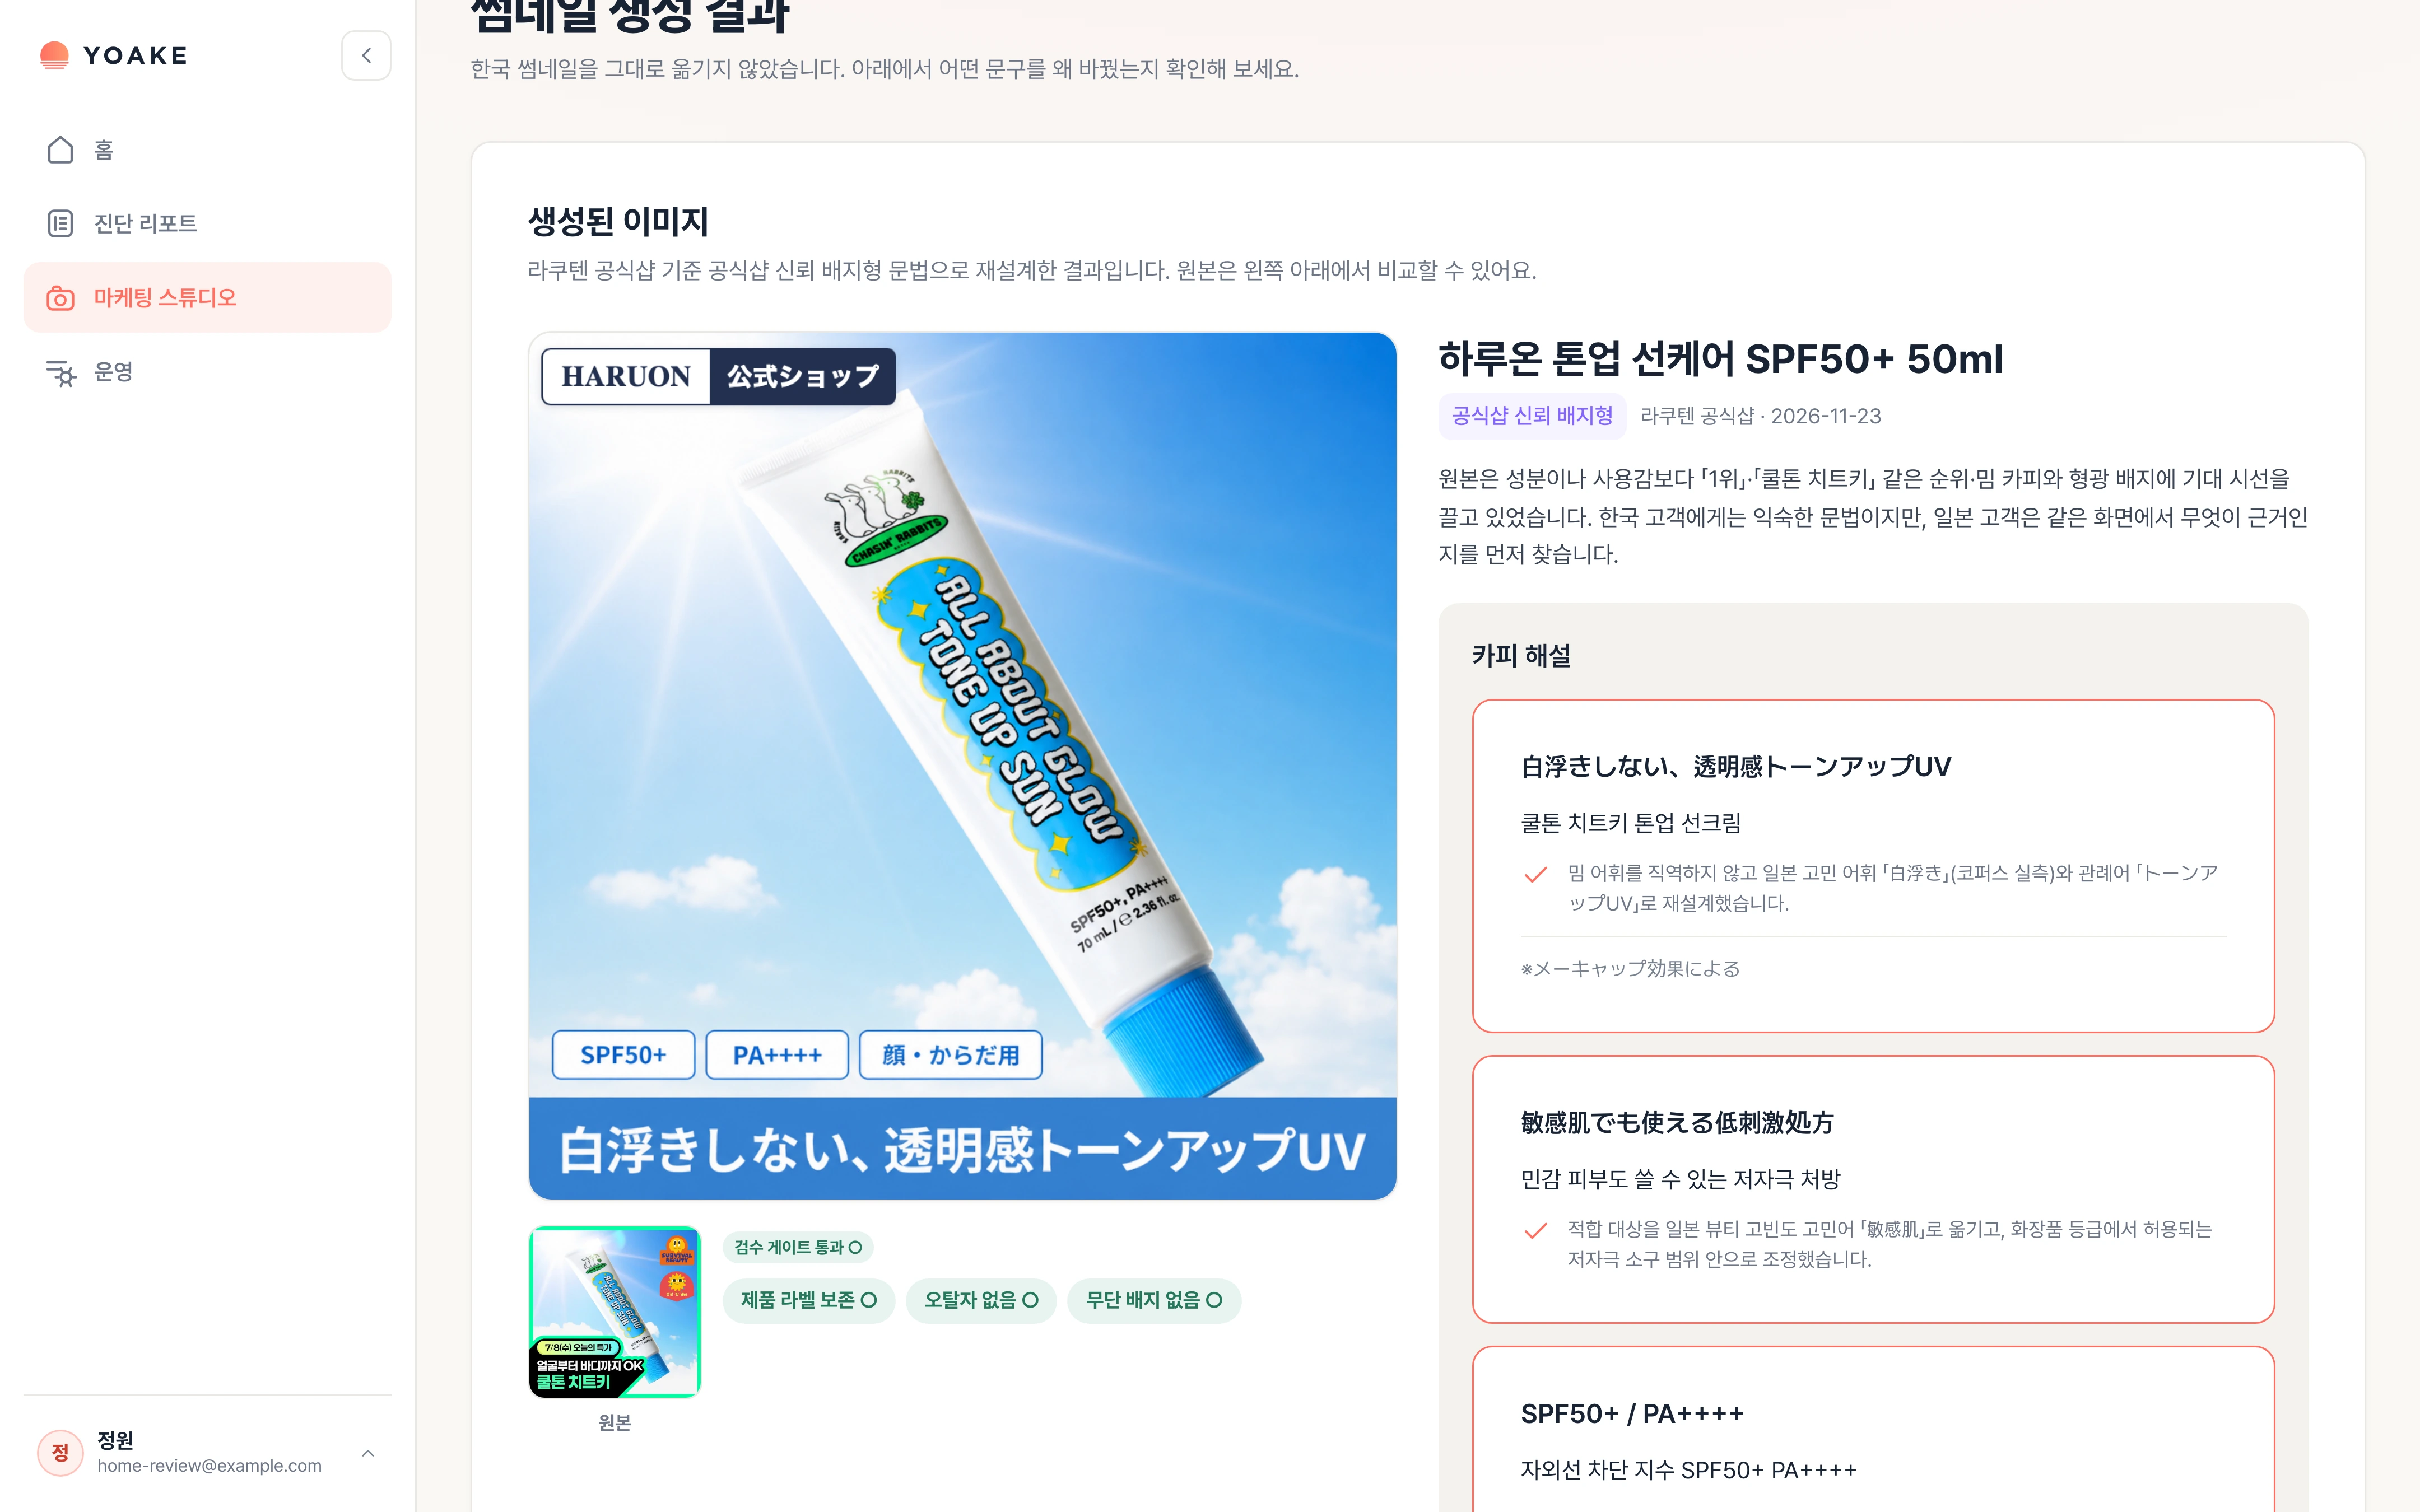 썸네일 생성 결과
YOAKE
한국 썸네일을 그대로 옮기지 않았습니다. 아래에서 어떤 문구를 왜 바꿨는지 확인해 보세요.
홈
진단 리포트
마케팅 스튜디오
운영
정
정원
home-review@example.com
생성된 이미지
라쿠텐 공식샵 기준 공식샵 신뢰 배지형 문법으로 재설계한 결과입니다. 원본은 왼쪽 아래에서 비교할 수 있어요.
HARUON 公式ショップ
RABBITS
CHASIN' RABBITS
ALL ABOUT GLOW
TONE UP SUN
SPF50+, PA++++
70 mL / ℮ 2.36 fl. oz.
SPF50+
PA++++
顔・からだ用
白浮きしない、透明感トーンアップUV
SURVIVAL
BEAUTY
ALL ABOUT GLOW
TONE UP SUN
7/8(수) 오늘의 특가
얼굴부터 바디까지 OK
쿨톤 치트키
원본
검수 게이트 통과 O
제품 라벨 보존 O
오탈자 없음 O
무단 배지 없음 O
하루온 톤업 선케어 SPF50+ 50ml
공식샵 신뢰 배지형
라쿠텐 공식샵 · 2026-11-23
원본은 성분이나 사용감보다 ｢1위｣·｢쿨톤 치트키｣ 같은 순위·밈 카피와 형광 배지에 기대 시선을
끌고 있었습니다. 한국 고객에게는 익숙한 문법이지만, 일본 고객은 같은 화면에서 무엇이 근거인
지를 먼저 찾습니다.
카피 해설
白浮きしない、透明感トーンアップUV
쿨톤 치트키 톤업 선크림
밈 어휘를 직역하지 않고 일본 고민 어휘 ｢白浮き｣(코퍼스 실측)와 관례어 ｢トーンア
ップUV｣로 재설계했습니다.
※メーキャップ効果による
敏感肌でも使える低刺激処方
민감 피부도 쓸 수 있는 저자극 처방
적합 대상을 일본 뷰티 고빈도 고민어 ｢敏感肌｣로 옮기고, 화장품 등급에서 허용되는
저자극 소구 범위 안으로 조정했습니다.
SPF50+ / PA++++
자외선 차단 지수 SPF50+ PA++++